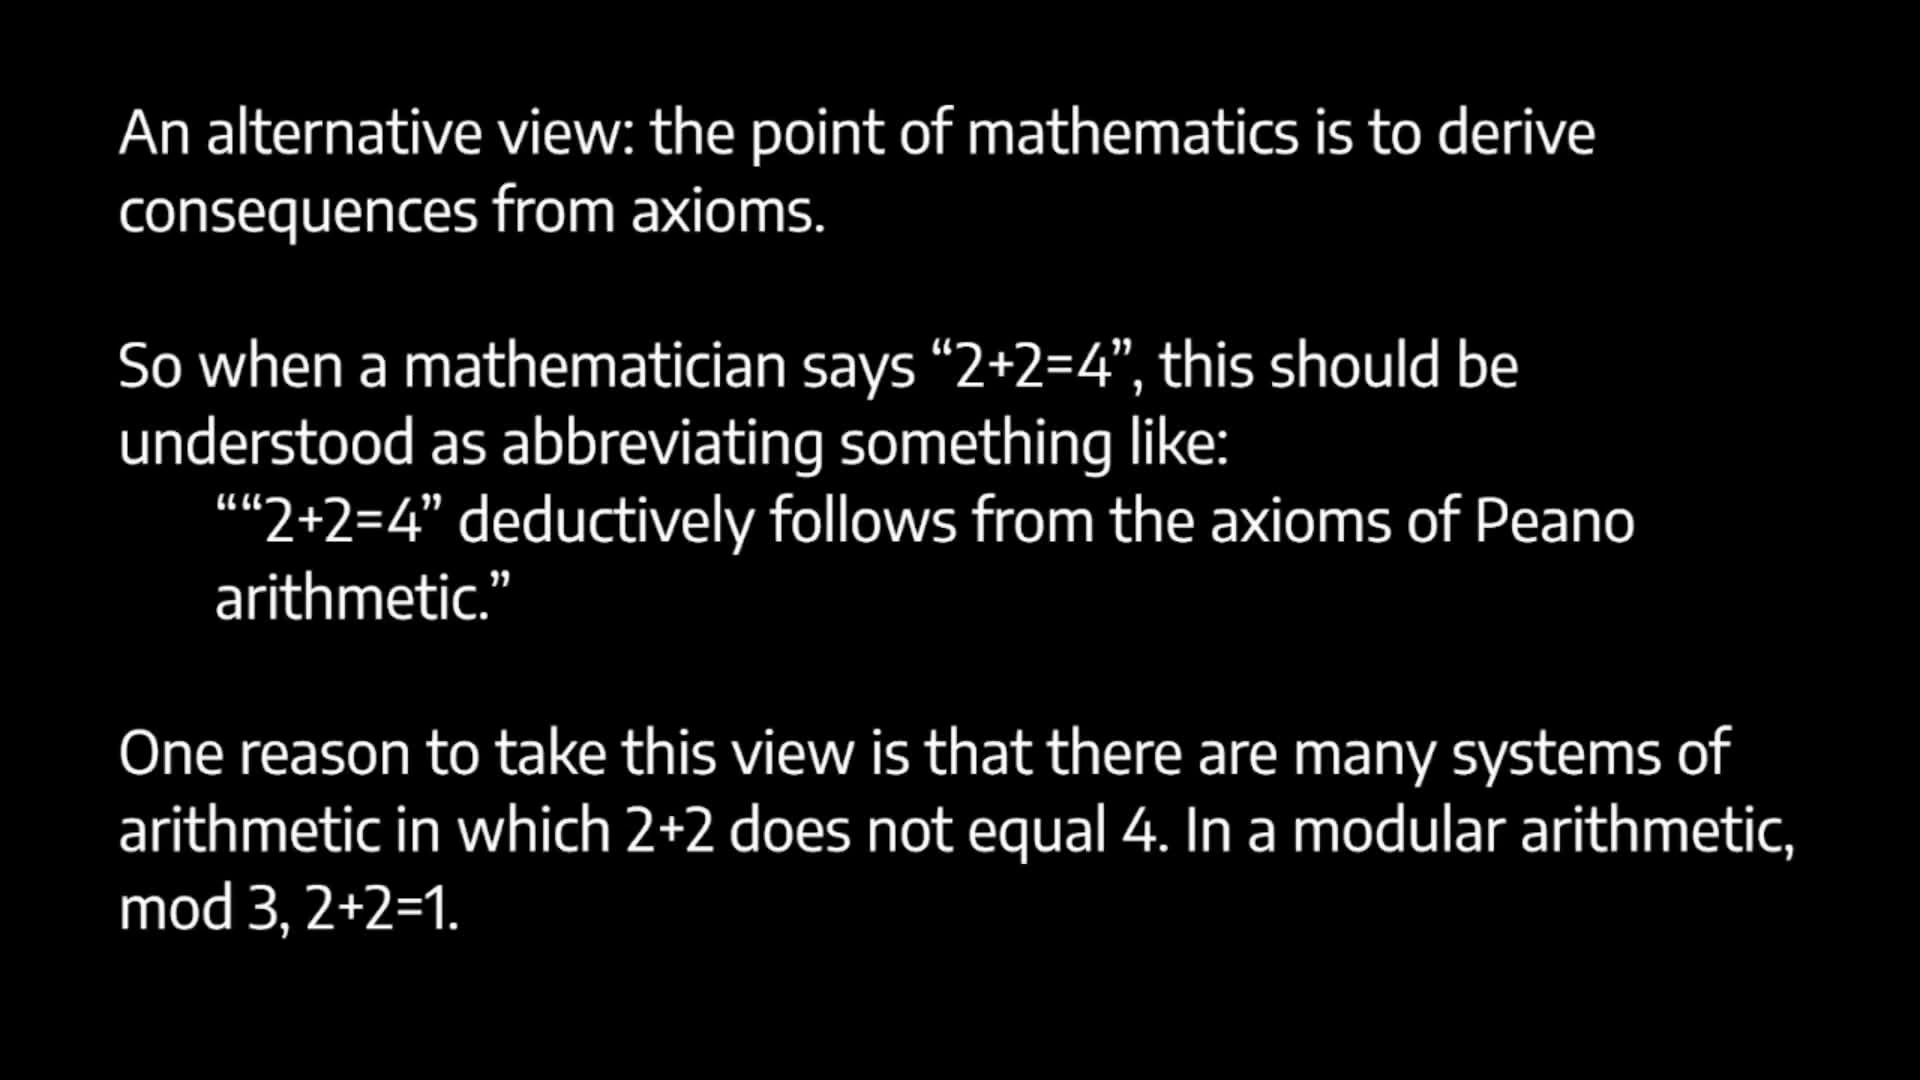 An alternative view: the point of mathematics is to derive
consequences from axioms.
So when a mathematician says “2+2=4”, this should be
understood as abbreviating something like:
““2+2=4” deductively follows from the axioms of Peano
arithmetic.”
One reason to take this view is that there are many systems of
arithmetic in which 2+2 does not equal 4. In a modular arithmetic,
mod 3, 2+2=1.